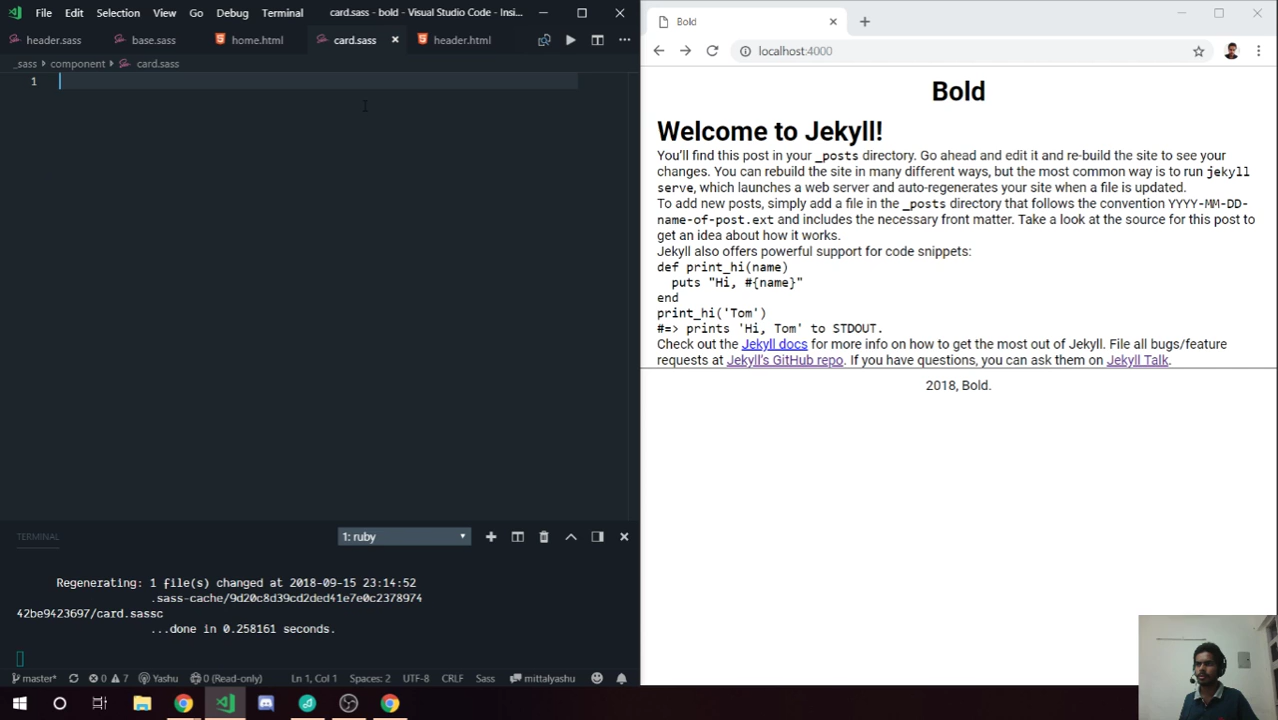 File Edit Selection View Go Debug Terminal card.sass - bold - Visual Studio Code - Insi...
header.sass base.sass home.html card.sass header.html
_sass component card.sass
1
TERMINAL
1: ruby
Regenerating: 1 file(s) changed at 2018-09-15 23:14:52
.sass-cache/9d20c8d39cd2ded41e7e0c2378974
42be9423697/card.sassc
...done in 0.258161 seconds.
master* 0 7 Yashu 0 (Read-only) Ln 1, Col 1 Spaces: 2 UTF-8 CRLF Sass mittalyashu
Bold
localhost:4000
Bold
Welcome to Jekyll!
You'll find this post in your _posts directory. Go ahead and edit it and re-build the site to see your
changes. You can rebuild the site in many different ways, but the most common way is to run jekyll
serve, which launches a web server and auto-regenerates your site when a file is updated.
To add new posts, simply add a file in the _posts directory that follows the convention YYYY-MM-DD-
name-of-post.ext and includes the necessary front matter. Take a look at the source for this post to
get an idea about how it works.
Jekyll also offers powerful support for code snippets:
def print_hi(name)
puts "Hi, #{name}"
end
print_hi('Tom')
#=> prints 'Hi, Tom' to STDOUT.
Check out the Jekyll docs for more info on how to get the most out of Jekyll. File all bugs/feature
requests at Jekyll's GitHub repo. If you have questions, you can ask them on Jekyll Talk.
2018, Bold.